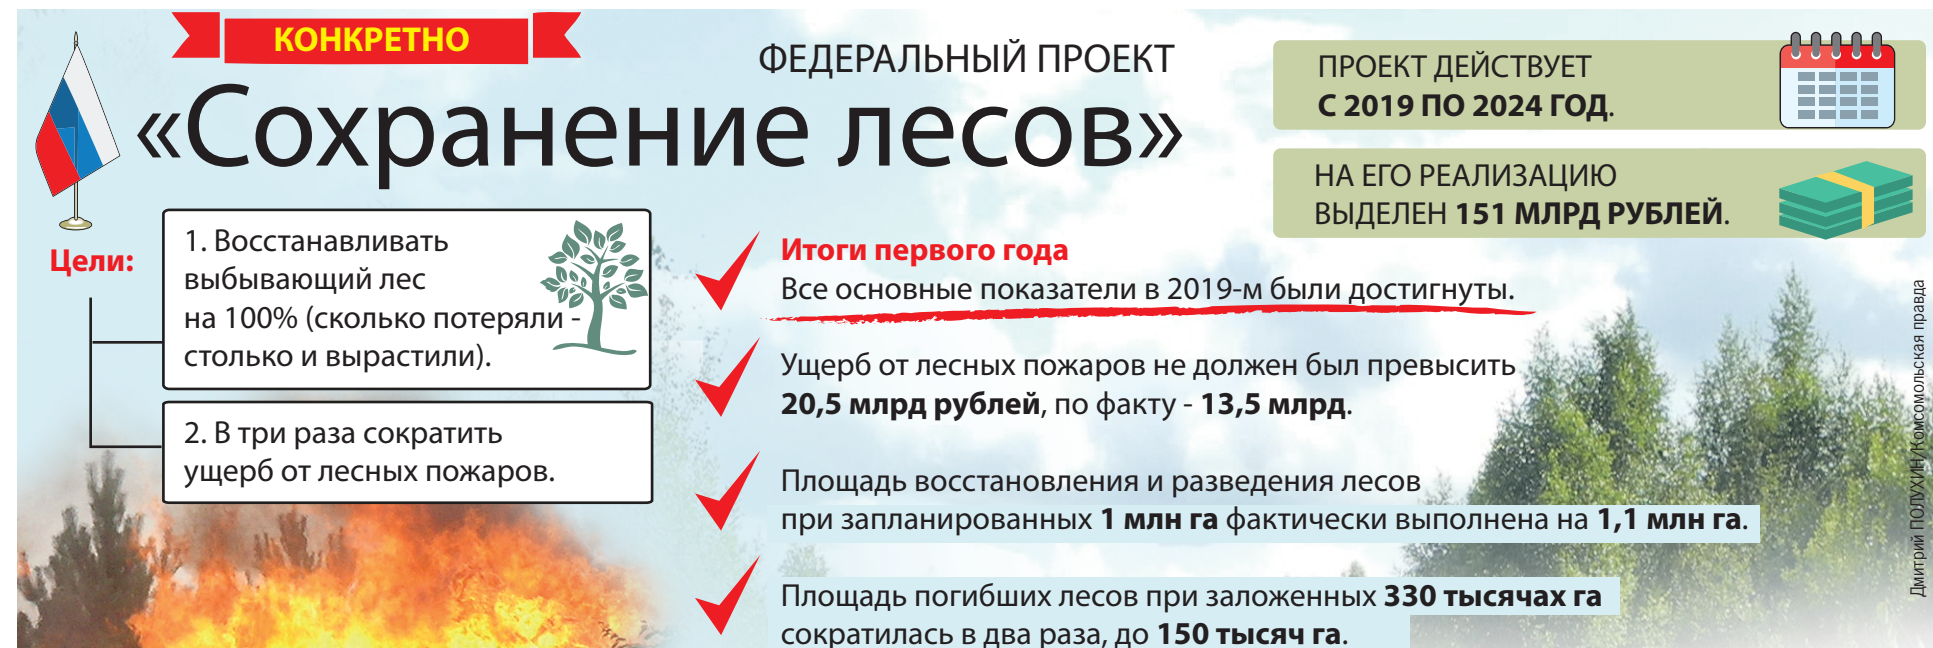 КОНКРЕТНО
ФЕДЕРАЛЬНЫЙ ПРОЕКТ
«Сохранение лесов»
ПРОЕКТ ДЕЙСТВУЕТ
С 2019 ПО 2024 ГОД.
НА ЕГО РЕАЛИЗАЦИЮ
ВЫДЕЛЕН 151 МЛРД РУБЛЕЙ.
Цели:
1. Восстанавливать
выбывающий лес
на 100% (сколько потеряли -
столько и вырастили).
2. В три раза сократить
ущерб от лесных пожаров.
Итоги первого года
Все основные показатели в 2019-м были достигнуты.
Ущерб от лесных пожаров не должен был превысить
20,5 млрд рублей, по факту - 13,5 млрд.
Площадь восстановления и разведения лесов
при запланированных 1 млн га фактически выполнена на 1,1 млн га.
Площадь погибших лесов при заложенных 330 тысячах га
сократилась в два раза, до 150 тысяч га.
Дмитрий ПОЛУХИН/Комсомольская правда